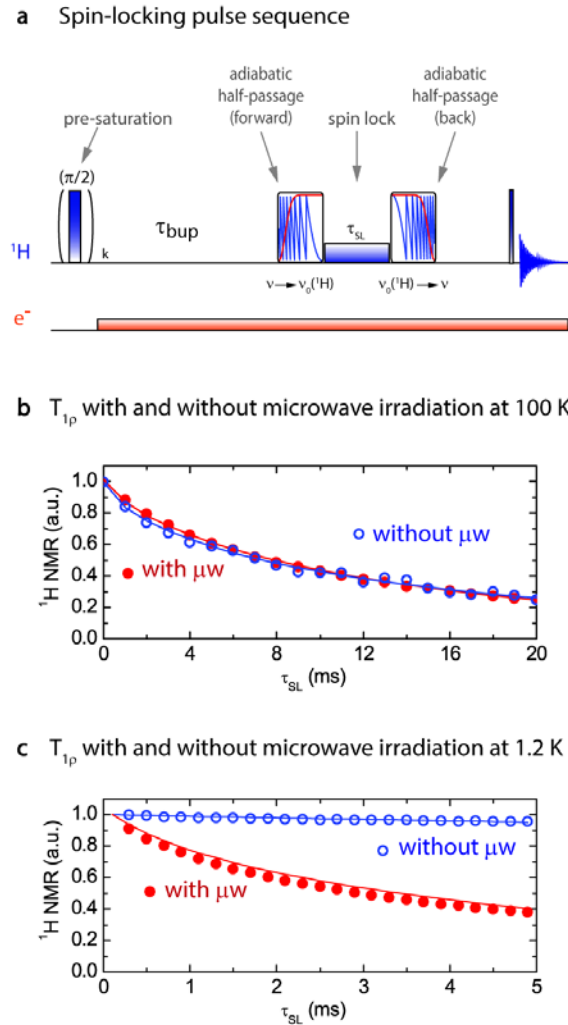 a Spin-locking pulse sequence
adiabatic half-passage (forward)
adiabatic half-passage (back)
pre-saturation
spin lock
(π/2)
k
τbup
τSL
¹H
ν → ν₀(¹H)
ν₀(¹H) → ν
e⁻
b T₁ρ with and without microwave irradiation at 100 K
¹H NMR (a.u.)
1.0
0.8
0.6
0.4
0.2
0.0
without μw
with μw
0 4 8 12 16 20
τSL (ms)
c T₁ρ with and without microwave irradiation at 1.2 K
¹H NMR (a.u.)
1.0
0.8
0.6
0.4
0.2
0.0
without μw
with μw
0 1 2 3 4 5
τSL (ms)